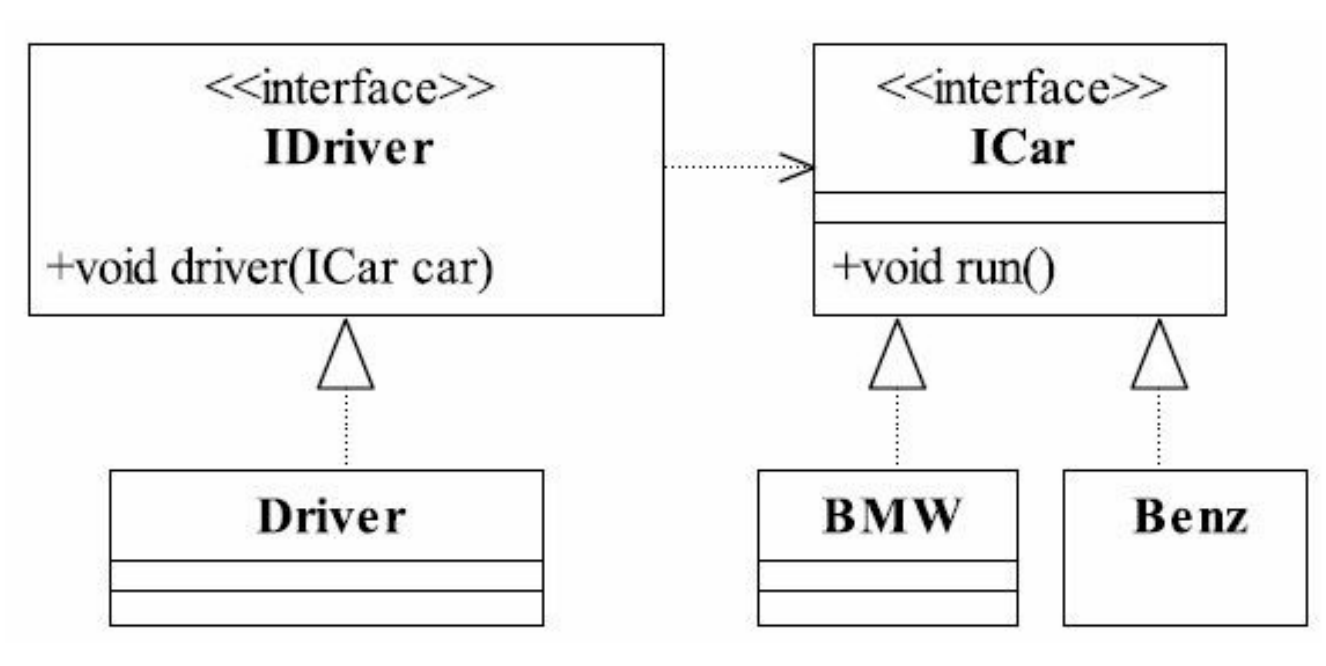 <<interface>>
IDriver
+void driver(ICar car)
<<interface>>
ICar
+void run()
Driver
BMW
Benz